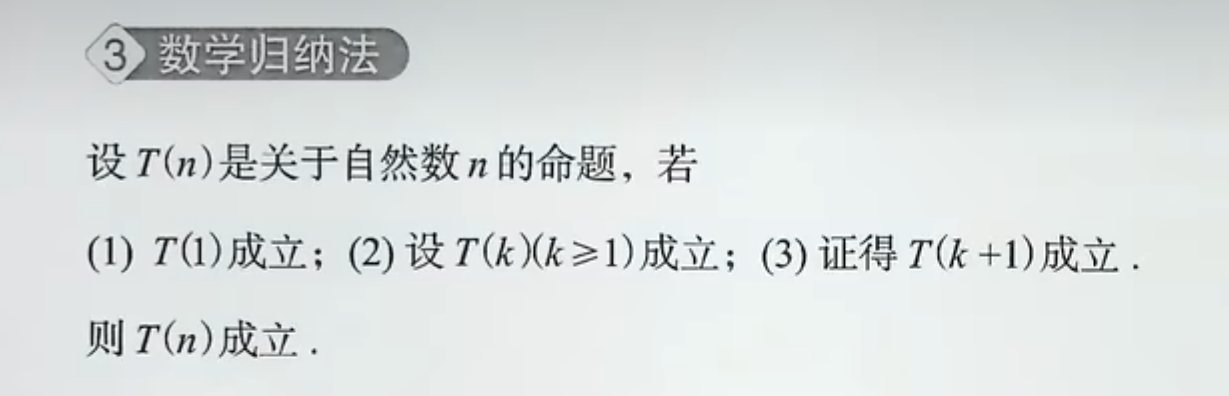 3 数学归纳法
设 T(n)是关于自然数 n 的命题，若
(1) T(1)成立；(2) 设 T(k)(k⩾1)成立；(3) 证得 T(k+1)成立．
则 T(n)成立．